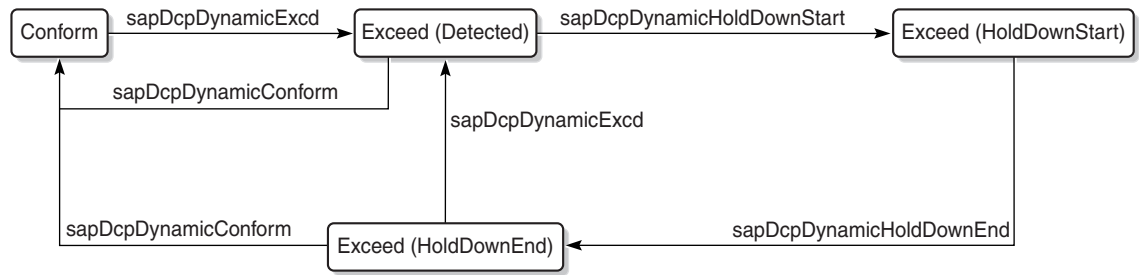 Conform
sapDcpDynamicExcd
Exceed (Detected)
sapDcpDynamicHoldDownStart
Exceed (HoldDownStart)
sapDcpDynamicConform
sapDcpDynamicExcd
sapDcpDynamicConform
Exceed (HoldDownEnd)
sapDcpDynamicHoldDownEnd